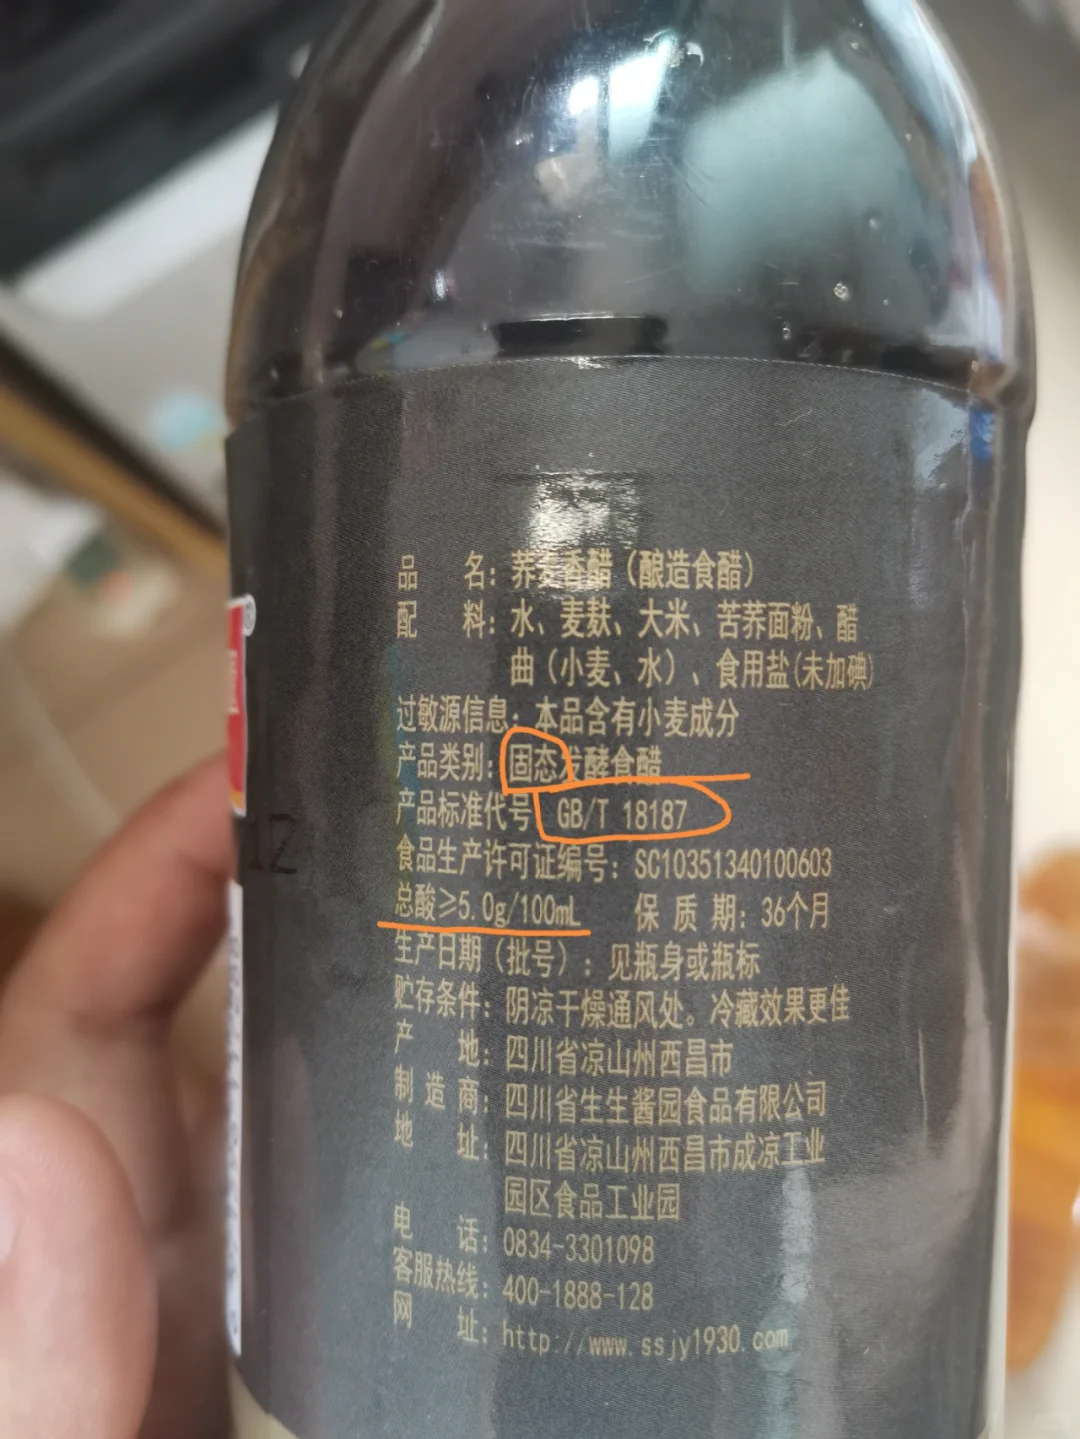 品 名：荞麦香醋（酿造食醋）
配 料：水、麦麸、大米、苦荞面粉、醋
曲（小麦、水）、食用盐(未加碘)
过敏源信息：本品含有小麦成分
产品类别：固态发酵食醋
产品标准代号 GB/T 18187
食品生产许可证编号：SC10351340100603
总酸≥5.0g/100mL 保 质 期：36个月
生产日期（批号）：见瓶身或瓶标
贮存条件：阴凉干燥通风处。冷藏效果更佳
产 地：四川省凉山州西昌市
制 造 商：四川省生生酱园食品有限公司
地 址：四川省凉山州西昌市成凉工业
园区食品工业园
电 话：0834-3301098
客服热线：400-1888-128
网 址：http://www.ssjy1930.com